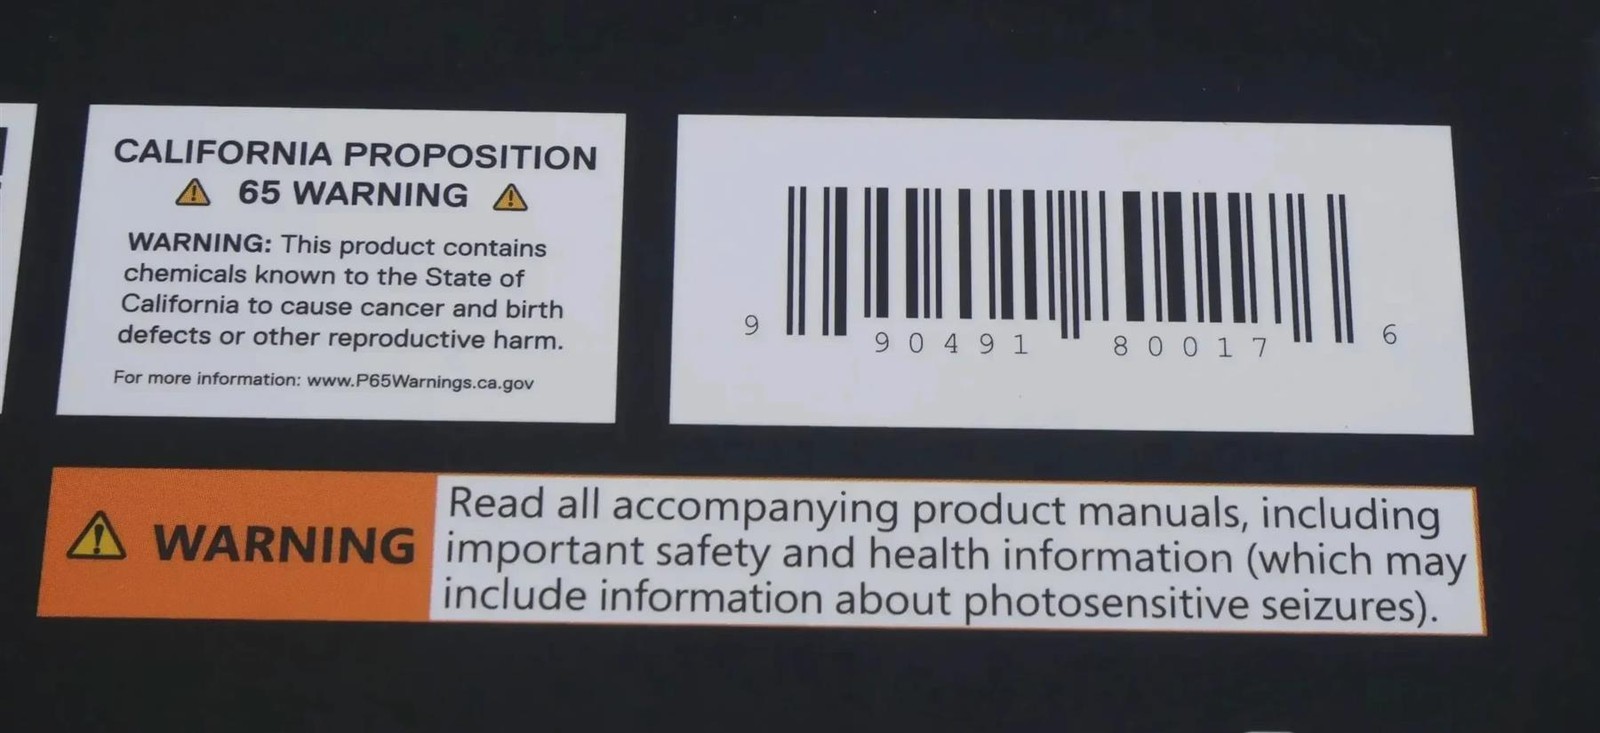 CALIFORNIA PROPOSITION
65 WARNING
WARNING: This product contains
chemicals known to the State of
California to cause cancer and birth
defects or other reproductive harm.
For more information: www.P65Warnings.ca.gov
9 90491 80017 6
WARNING
Read all accompanying product manuals, including
important safety and health information (which may
include information about photosensitive seizures).